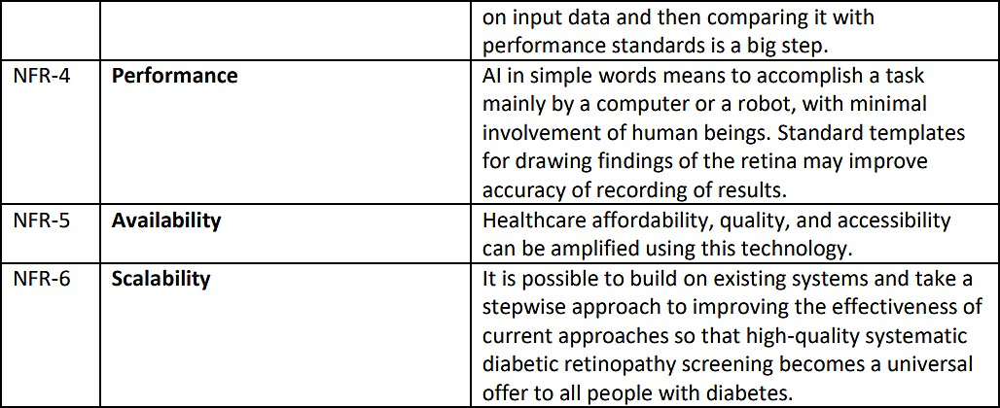 on input data and then comparing it with
performance standards is a big step.
NFR-4 Performance AI in simple words means to accomplish a task
mainly by a computer or a robot, with minimal
involvement of human beings. Standard templates
for drawing findings of the retina may improve
accuracy of recording of results.
NFR-5 Availability Healthcare affordability, quality, and accessibility
can be amplified using this technology.
NFR-6 Scalability It is possible to build on existing systems and take a
stepwise approach to improving the effectiveness of
current approaches so that high-quality systematic
diabetic retinopathy screening becomes a universal
offer to all people with diabetes.